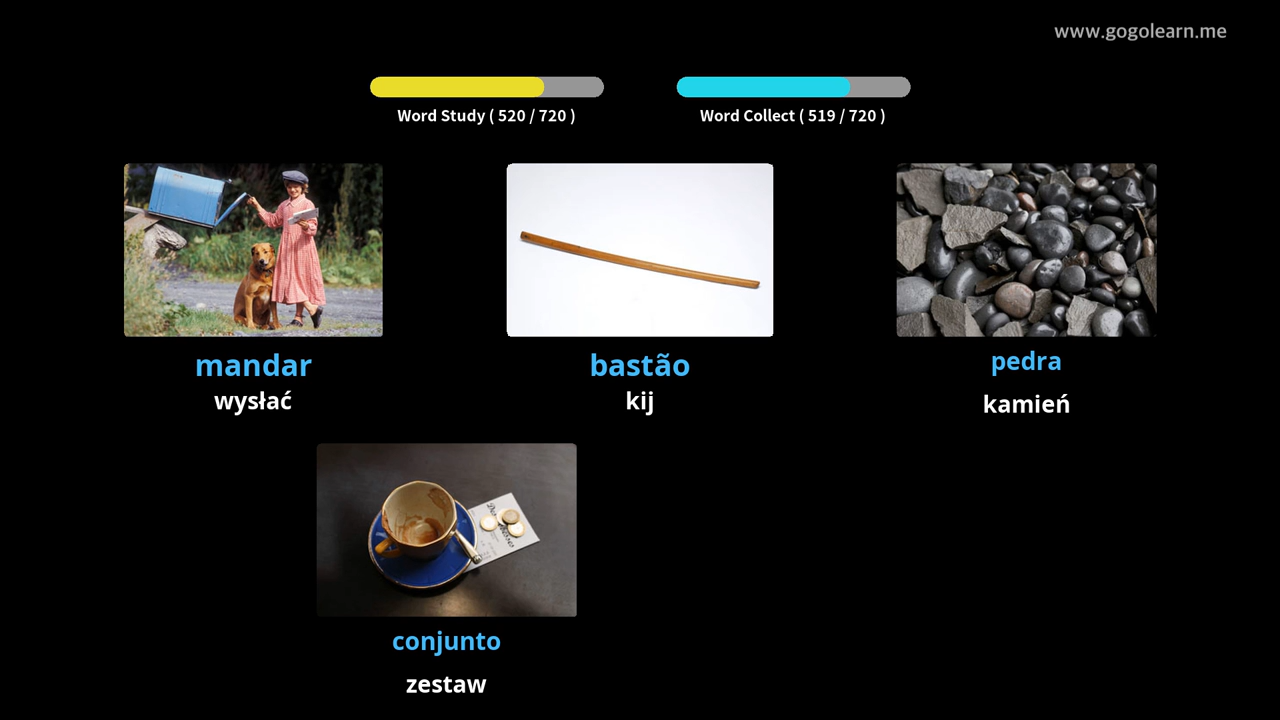 www.gogolearn.me
Word Study ( 520 / 720 )
Word Collect ( 519 / 720 )
mandar
wysłać
bastão
kij
pedra
kamień
conjunto
zestaw